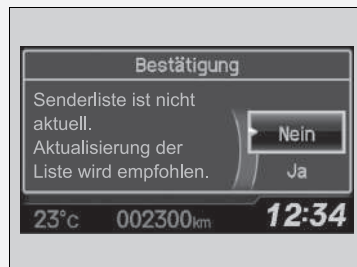 Bestätigung
Senderliste ist nicht
aktuell.
Aktualisierung der
Liste wird empfohlen.
Nein
Ja
23°c 002300km 12:34